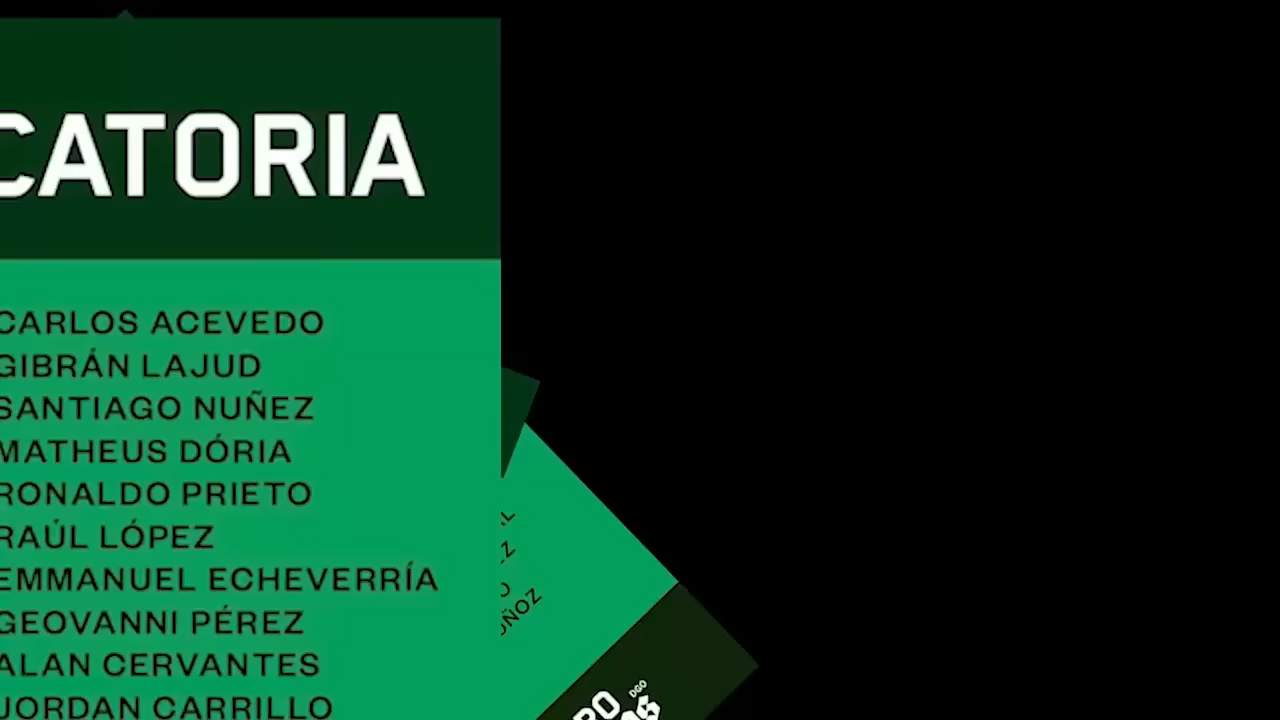 CATORIA
CARLOS ACEVEDO
GIBRÁN LAJUD
SANTIAGO NUÑEZ
MATHEUS DÓRIA
RONALDO PRIETO
RAÚL LÓPEZ
EMMANUEL ECHEVERRÍA
GEOVANNI PÉREZ
ALAN CERVANTES
JORDAN CARRILLO
DGO